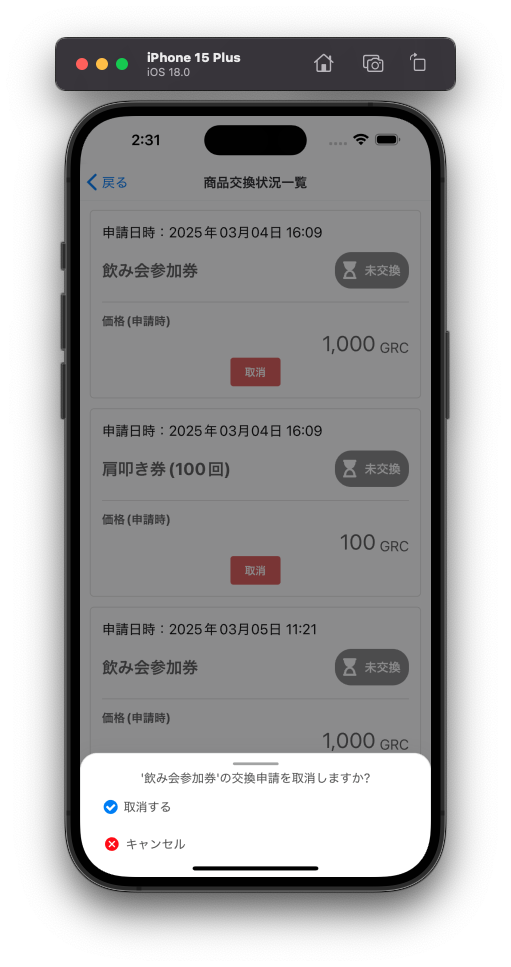 iPhone 15 Plus
iOS 18.0
2:31
戻る 商品交換状況一覧
申請日時：2025年03月04日 16:09
飲み会参加券 未交換
価格(申請時)
1,000 GRC
取消
申請日時：2025年03月04日 16:09
肩叩き券(100回) 未交換
価格(申請時)
100 GRC
取消
申請日時：2025年03月05日 11:21
飲み会参加券 未交換
価格(申請時)
1,000 GRC
'飲み会参加券'の交換申請を取消しますか?
取消する
キャンセル